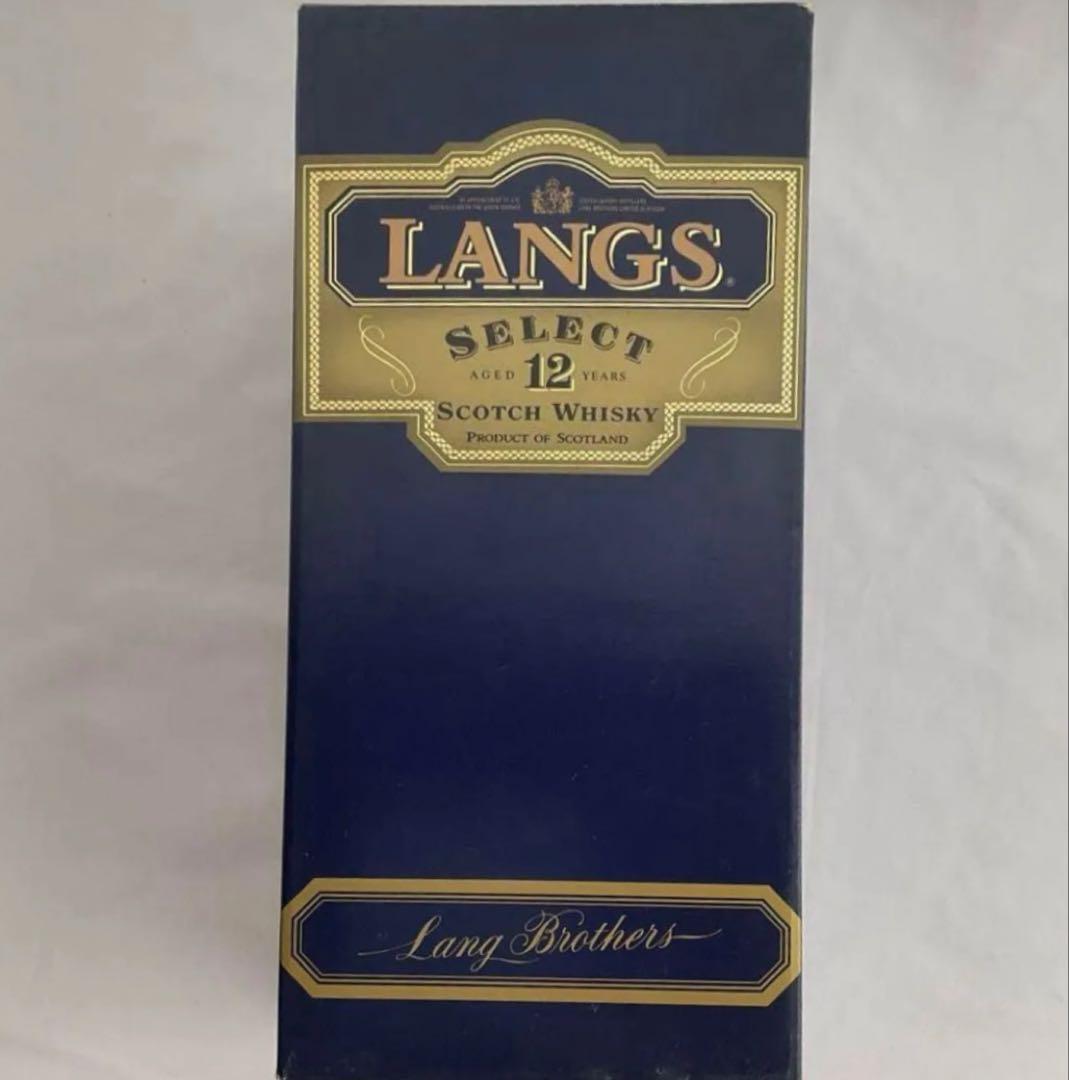 LANGS
SELECT
AGED 12 YEARS
SCOTCH WHISKY
PRODUCT OF SCOTLAND
Lang Brothers